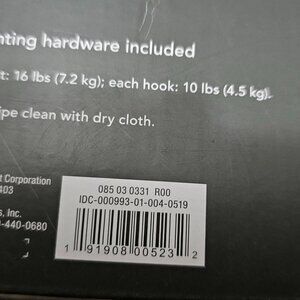 nting hardware included
t: 16 lbs (7.2 kg); each hook: 10 lbs (4.5 kg).
ipe clean with dry cloth.
t Corporation
403
s, Inc.
-440-0680
085 03 0331 R00
IDC-000993-01-004-0519
1 91908 00523 2